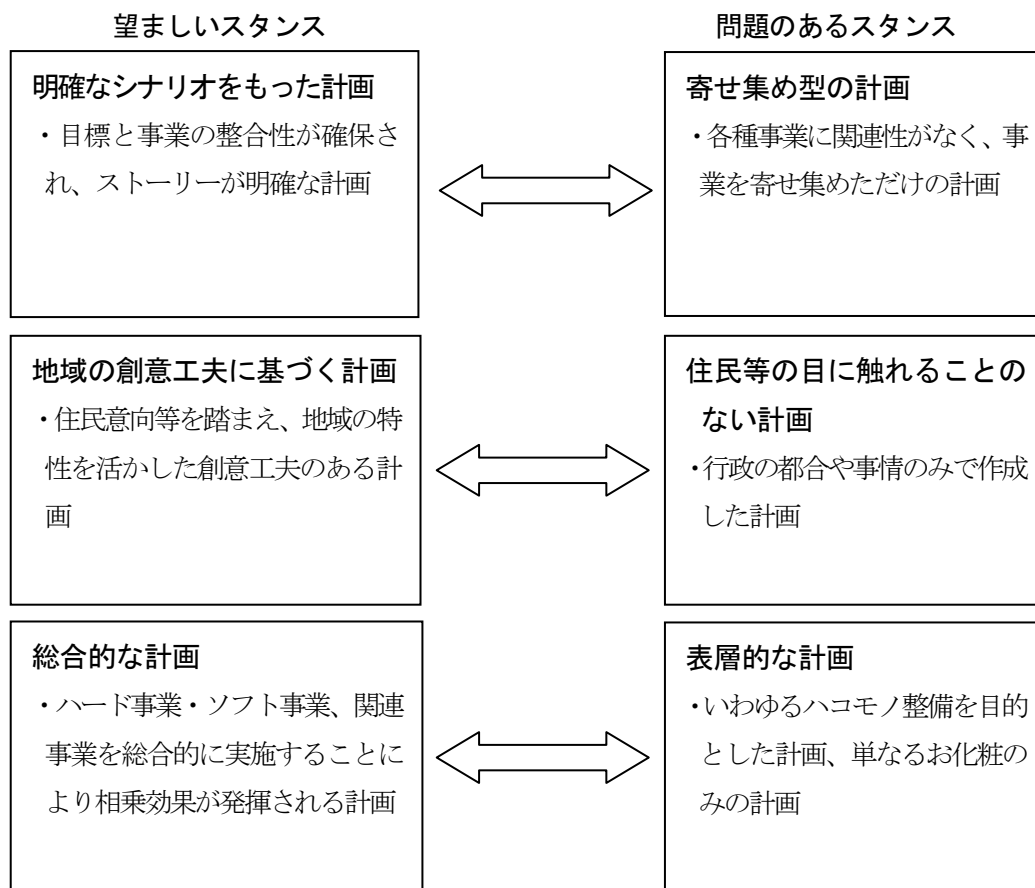 望ましいスタンス
問題のあるスタンス
明確なシナリオをもった計画
・目標と事業の整合性が確保さ
れ、ストーリーが明確な計画
寄せ集め型の計画
・各種事業に関連性がなく、事
業を寄せ集めただけの計画
地域の創意工夫に基づく計画
・住民意向等を踏まえ、地域の特
性を活かした創意工夫のある計
画
住民等の目に触れることの
ない計画
・行政の都合や事情のみで作成
した計画
総合的な計画
・ハード事業・ソフト事業、関連
事業を総合的に実施することに
より相乗効果が発揮される計画
表層的な計画
・いわゆるハコモノ整備を目的
とした計画、単なるお化粧の
みの計画